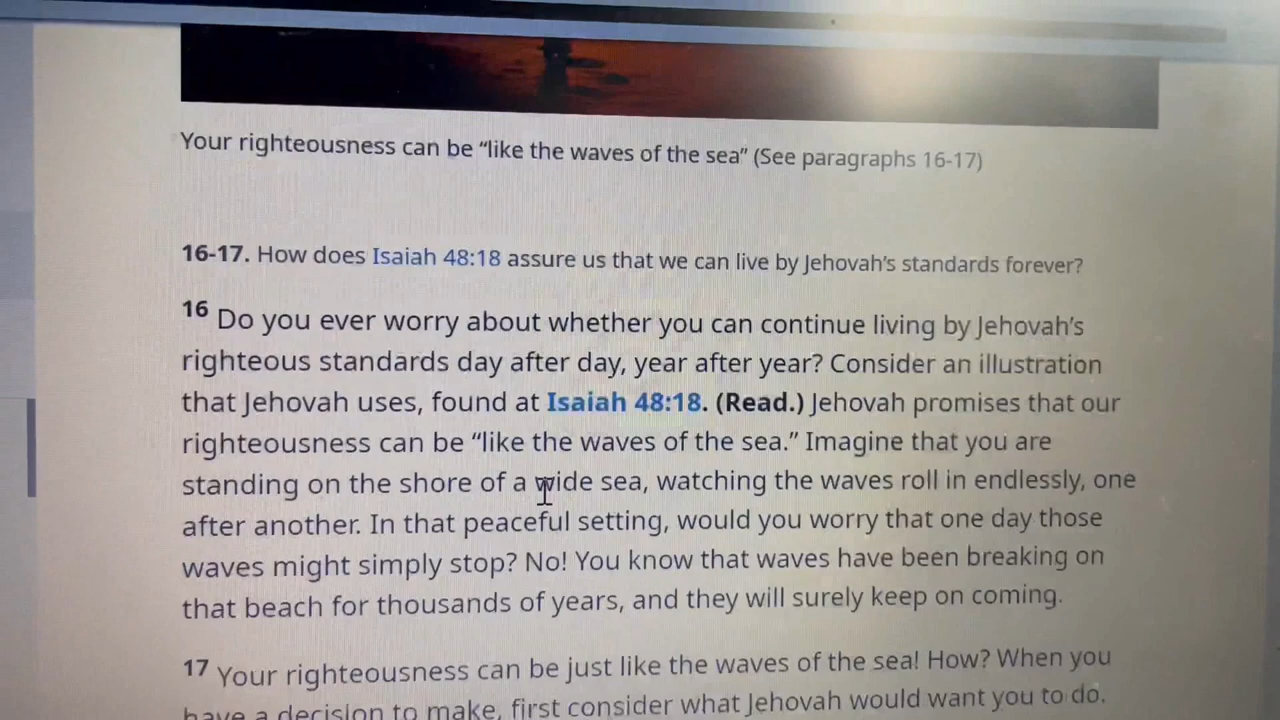 Your righteousness can be “like the waves of the sea” (See paragraphs 16-17)
16-17. How does Isaiah 48:18 assure us that we can live by Jehovah’s standards forever?
16 Do you ever worry about whether you can continue living by Jehovah’s
righteous standards day after day, year after year? Consider an illustration
that Jehovah uses, found at Isaiah 48:18. (Read.) Jehovah promises that our
righteousness can be “like the waves of the sea.” Imagine that you are
standing on the shore of a wide sea, watching the waves roll in endlessly, one
after another. In that peaceful setting, would you worry that one day those
waves might simply stop? No! You know that waves have been breaking on
that beach for thousands of years, and they will surely keep on coming.
17 Your righteousness can be just like the waves of the sea! How? When you
have a decision to make, first consider what Jehovah would want you to do.